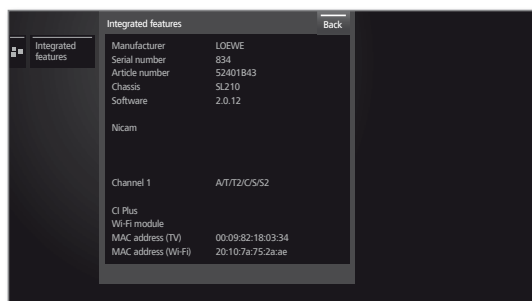 Integrated features
Back
Integrated
features
Manufacturer LOEWE
Serial number 834
Article number 52401B43
Chassis SL210
Software 2.0.12
Nicam
Channel 1 A/T/T2/C/S/S2
CI Plus
Wi-Fi module
MAC address (TV) 00:09:82:18:03:34
MAC address (Wi-Fi) 20:10:7a:75:2a:ae